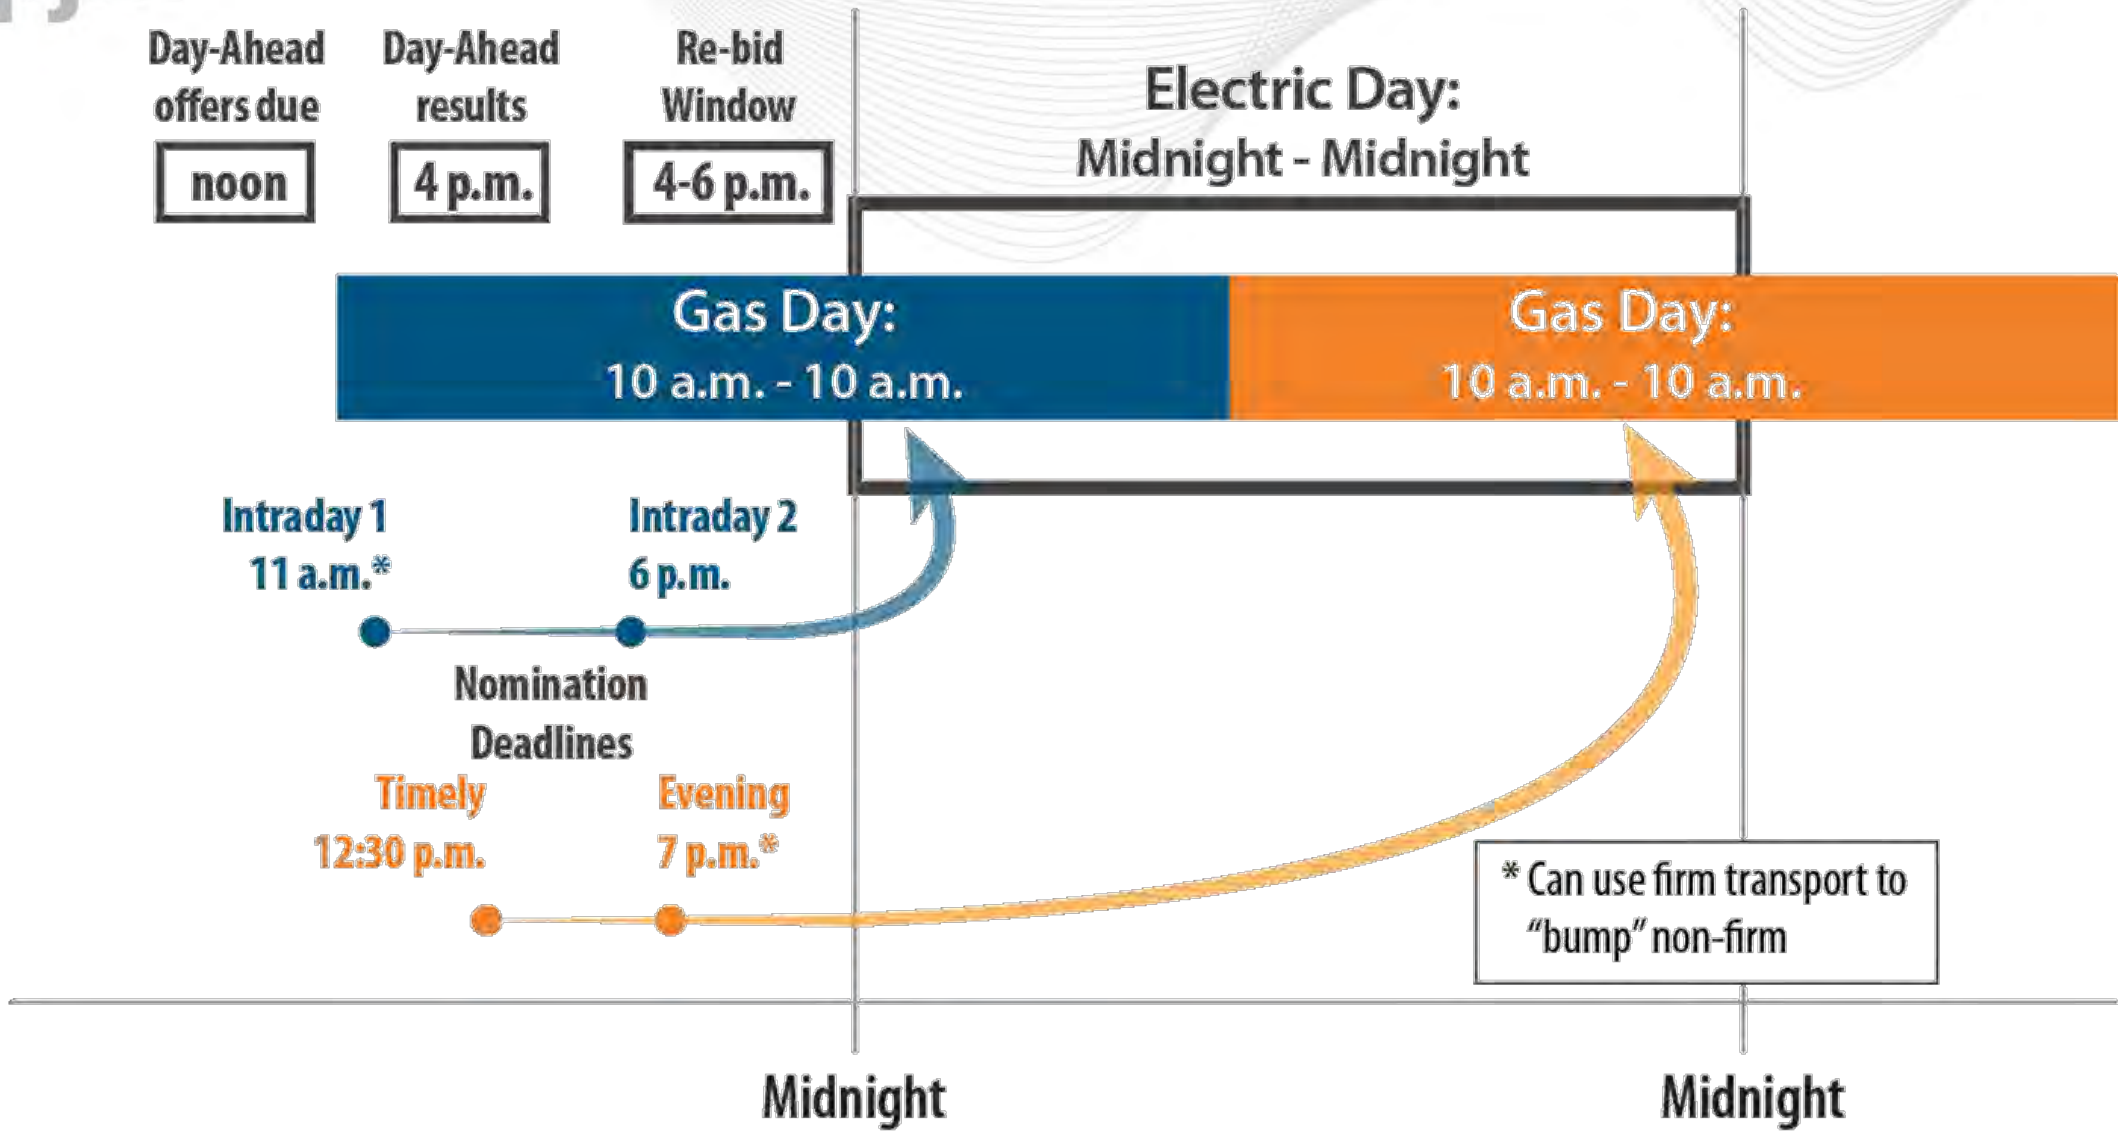 Day-Ahead
offers due
noon
Day-Ahead
results
4 p.m.
Re-bid
Window
4-6 p.m.
Electric Day:
Midnight - Midnight
Gas Day:
10 a.m. - 10 a.m.
Gas Day:
10 a.m. - 10 a.m.
Intraday 1
11 a.m.*
Intraday 2
6 p.m.
Nomination
Deadlines
Timely
12:30 p.m.
Evening
7 p.m.*
* Can use firm transport to
"bump" non-firm
Midnight
Midnight